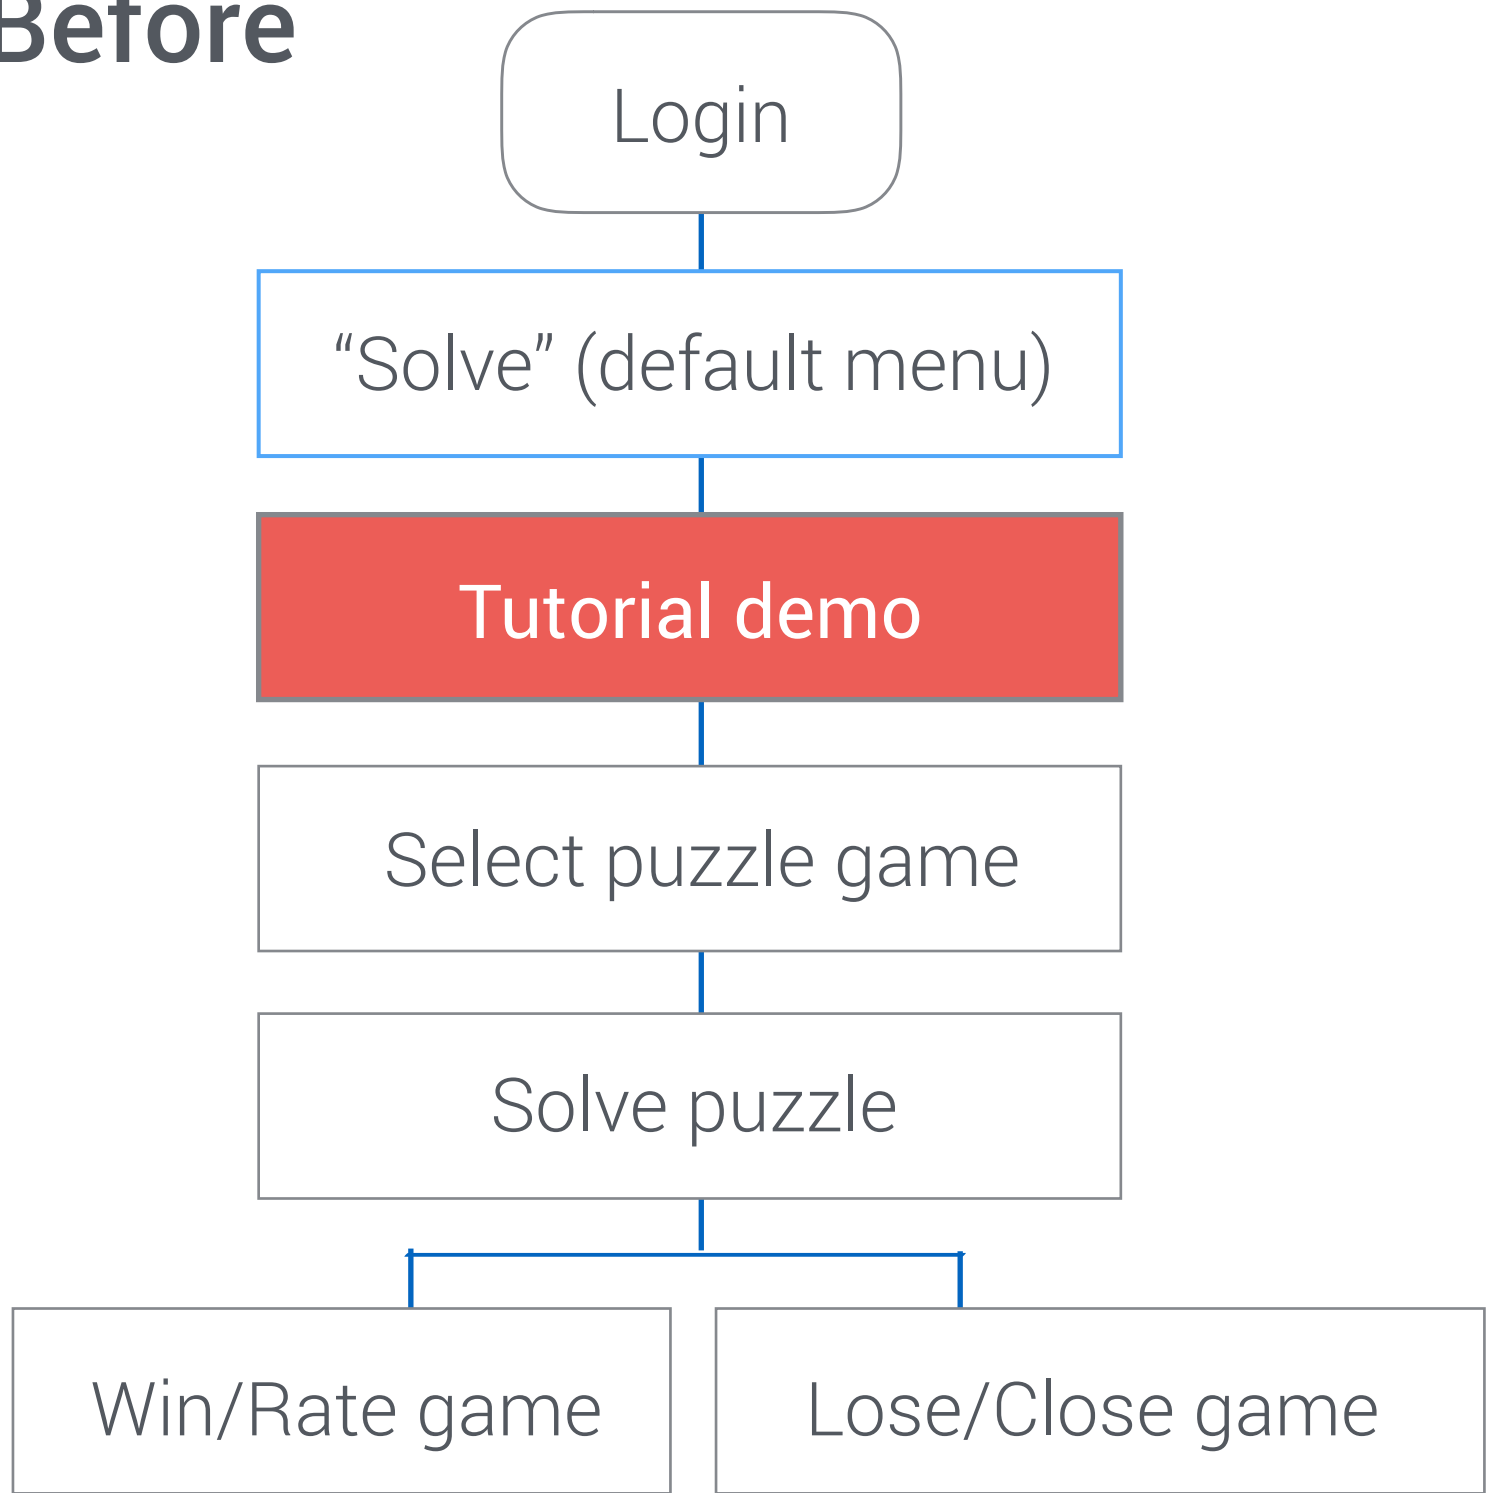 Before
Login
“Solve” (default menu)
Tutorial demo
Select puzzle game
Solve puzzle
Win/Rate game
Lose/Close game